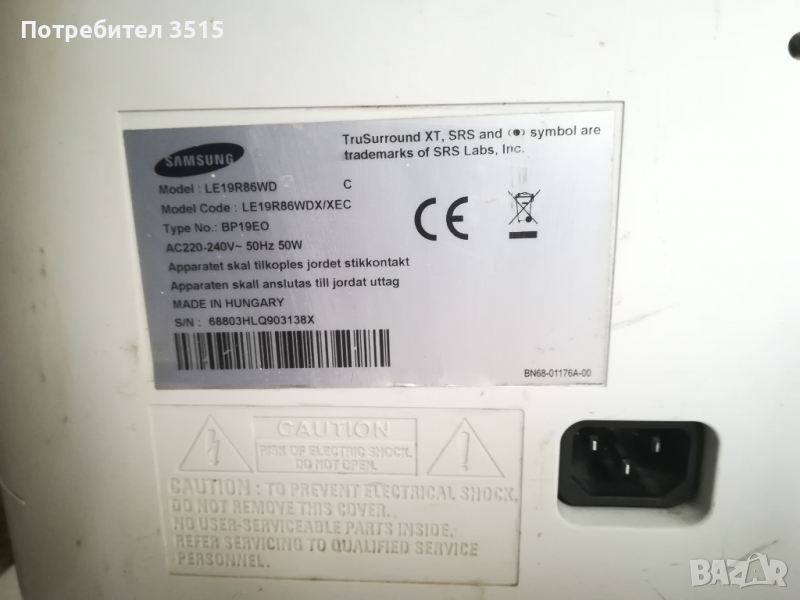 Потребител 3515
SAMSUNG
TruSurround XT, SRS and (●) symbol are
trademarks of SRS Labs, Inc.
Model : LE19R86WD C
Model Code : LE19R86WDX/XEC
Type No.: BP19EO
AC220-240V~ 50Hz 50W
Apparatet skal tilkoples jordet stikkontakt
Apparaten skall anslutas till jordat uttag
MADE IN HUNGARY
S/N : 68803HLQ903138X
CE
BN68-01176A-00
CAUTION
RISK OF ELECTRIC SHOCK.
DO NOT OPEN.
CAUTION : TO PREVENT ELECTRICAL SHOCK,
DO NOT REMOVE THIS COVER.
NO USER-SERVICEABLE PARTS INSIDE.
REFER SERVICING TO QUALIFIED SERVICE
PERSONNEL.
BAZAR